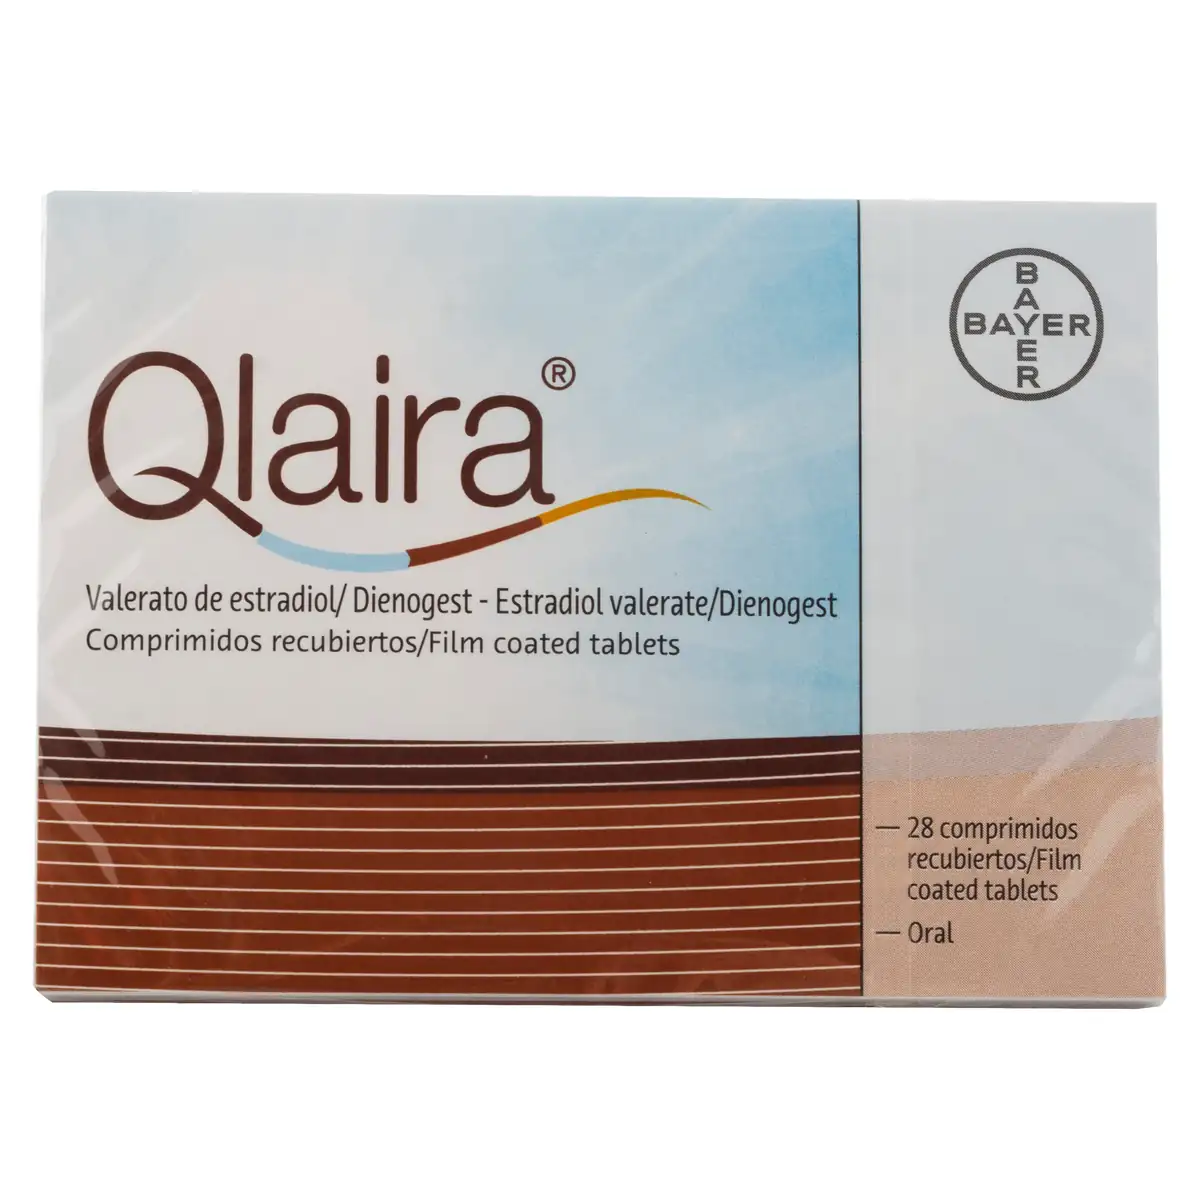 Qlaira®
Valerato de estradiol/ Dienogest - Estradiol valerate/Dienogest
Comprimidos recubiertos/Film coated tablets
BAYER
BAYER
— 28 comprimidos
recubiertos/Film
coated tablets
— Oral